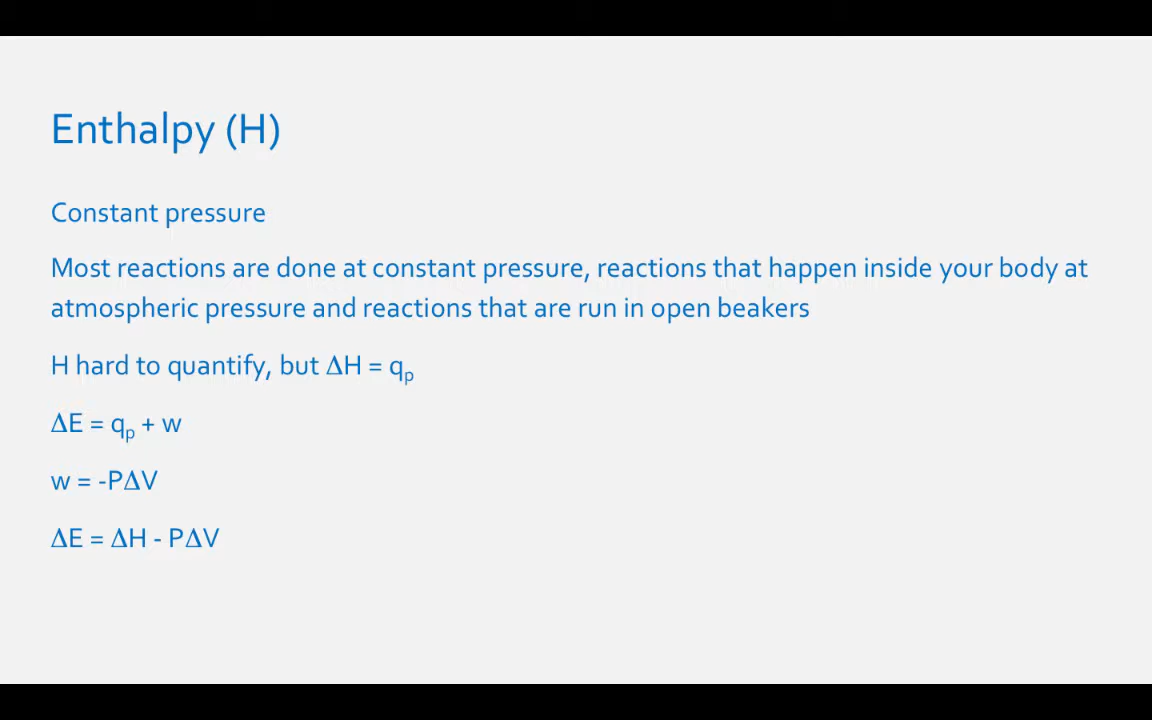 Enthalpy (H)
Constant pressure
Most reactions are done at constant pressure, reactions that happen inside your body at
atmospheric pressure and reactions that are run in open beakers
H hard to quantify, but ΔH = qₚ
ΔE = qₚ + w
w = -PΔV
ΔE = ΔH - PΔV